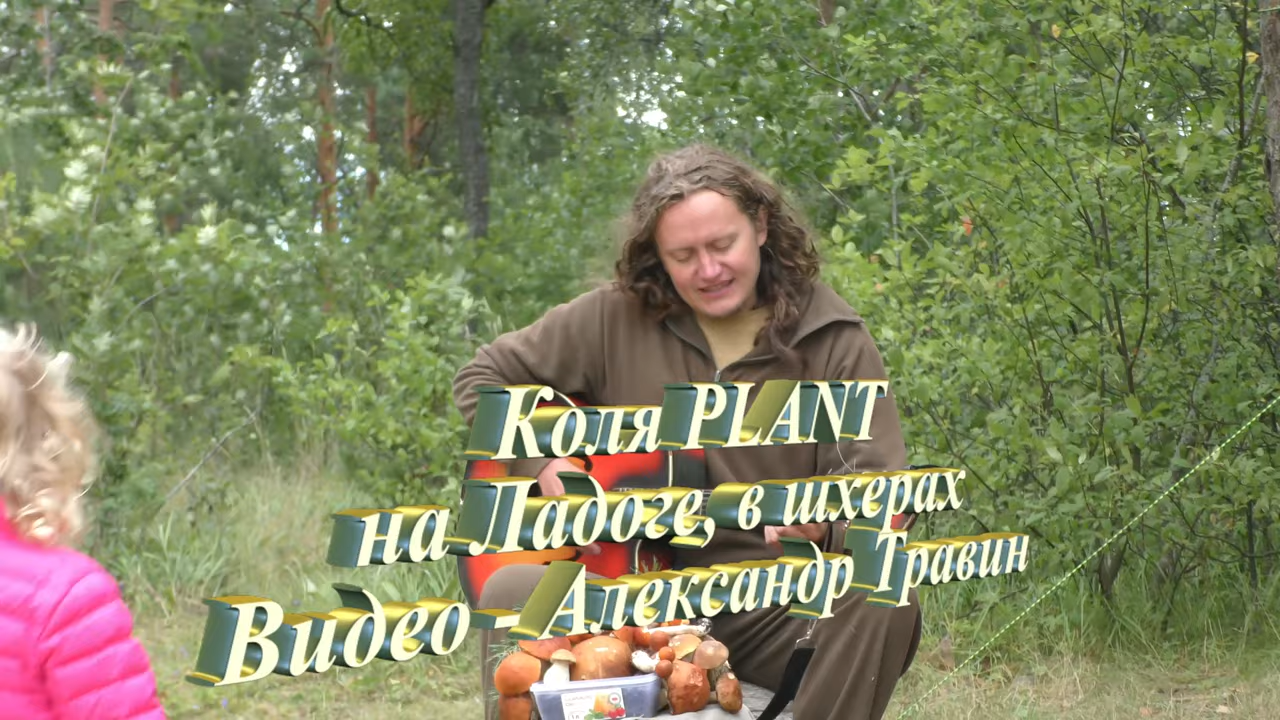 Коля PLANT
на Ладоге, в шхерах
Видео - Александр Травин